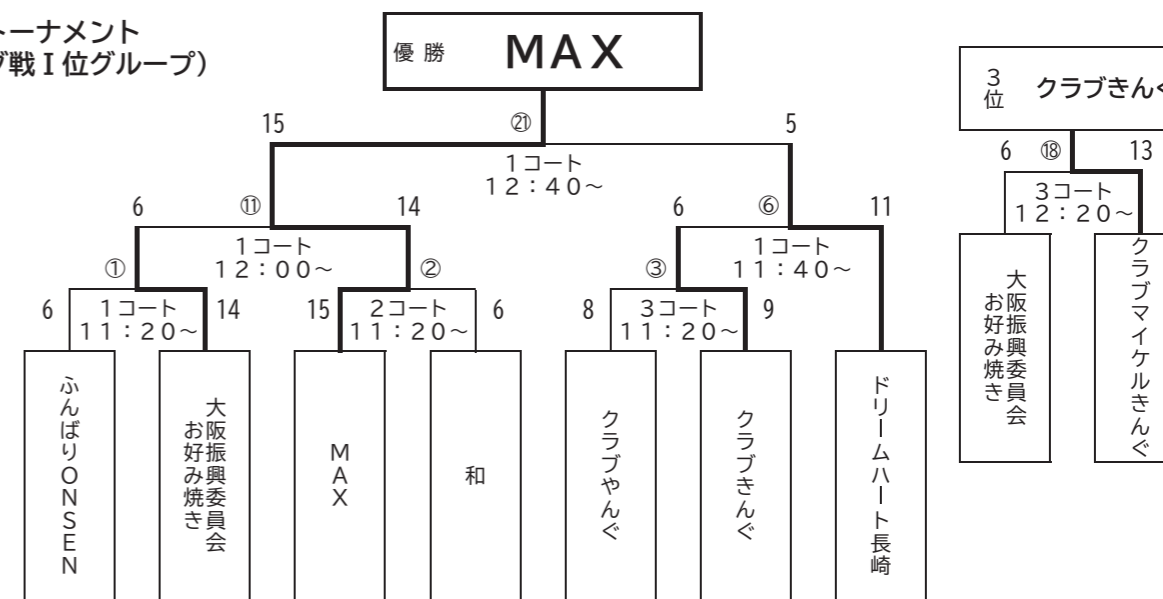 トーナメント
グ戦Ⅰ位グループ)
優勝 MAX
3位 クラブきんぐ
15 ㉑ 5
1コート
12：40～
6 ⑱ 13
3コート
12：20～
6 ⑪ 14
1コート
12：00～
6 ⑥ 11
1コート
11：40～
①
②
③
6 1コート 14
11：20～
15 2コート 6
11：20～
8 3コート 9
11：20～
ふんばりONSEN
大阪振興委員会
お好み焼き
MAX
和
クラブやんぐ
クラブきんぐ
ドリームハート長崎
大阪振興委員会
お好み焼き
クラブマイケルきんぐ